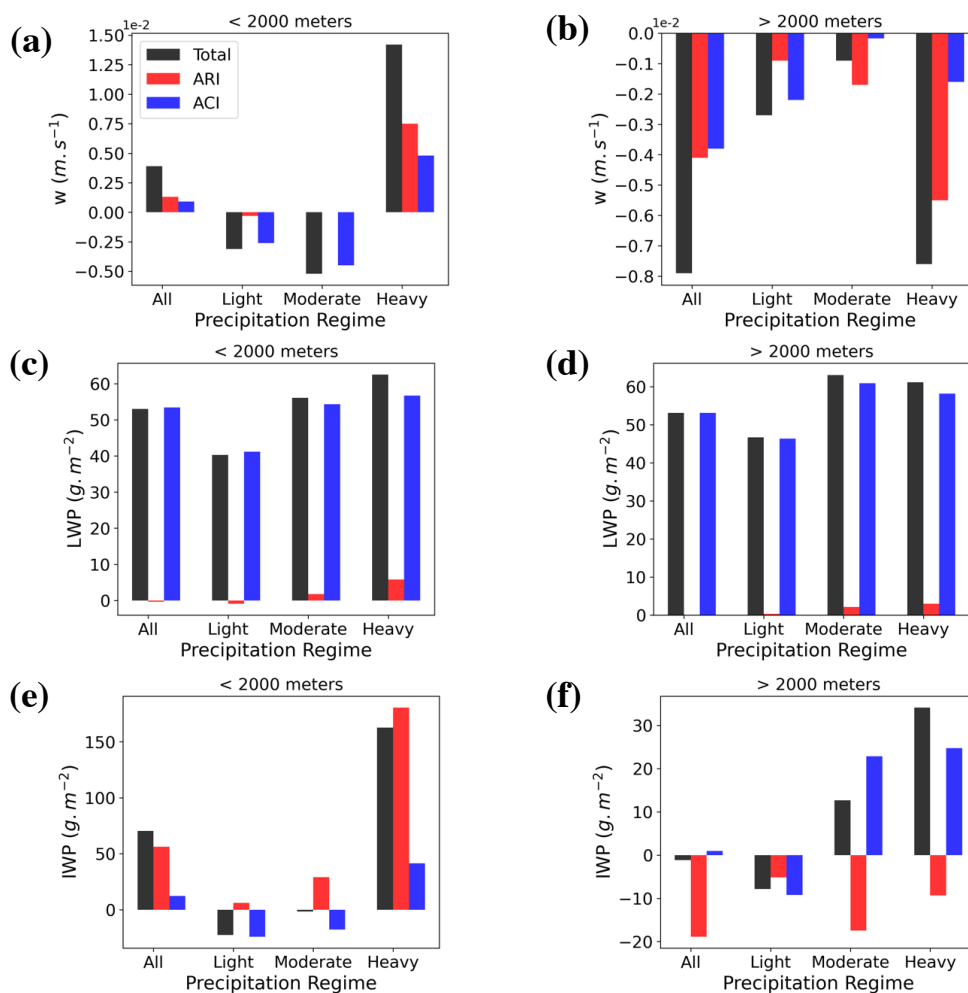 (a)
< 2000 meters
1e−2
1.50
1.25
1.00
0.75
0.50
0.25
0.00
−0.25
−0.50
w (m. s⁻¹)
Total
ARI
ACI
All Light Moderate Heavy
Precipitation Regime
(b)
> 2000 meters
1e−2
0.0
−0.1
−0.2
−0.3
−0.4
−0.5
−0.6
−0.7
−0.8
w (m. s⁻¹)
All Light Moderate Heavy
Precipitation Regime
(c)
< 2000 meters
60
50
40
30
20
10
0
LWP (g. m⁻²)
All Light Moderate Heavy
Precipitation Regime
(d)
> 2000 meters
60
50
40
30
20
10
0
LWP (g. m⁻²)
All Light Moderate Heavy
Precipitation Regime
(e)
< 2000 meters
150
100
50
0
IWP (g. m⁻²)
All Light Moderate Heavy
Precipitation Regime
(f)
> 2000 meters
30
20
10
0
−10
−20
IWP (g. m⁻²)
All Light Moderate Heavy
Precipitation Regime